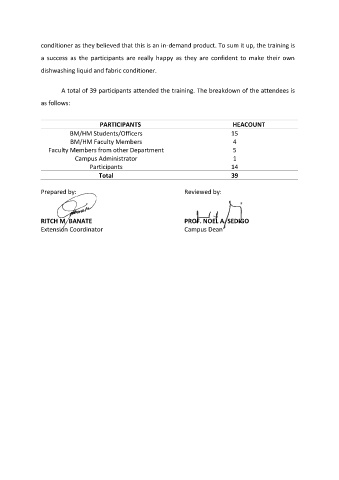 conditioner as they believed that this is an in-demand product. To sum it up, the training is
a success as the participants are really happy as they are confident to make their own
dishwashing liquid and fabric conditioner.
A total of 39 participants attended the training. The breakdown of the attendees is
as follows:
PARTICIPANTS HEACOUNT
BM/HM Students/Officers 15
BM/HM Faculty Members 4
Faculty Members from other Department 5
Campus Administrator 1
Participants 14
Total 39
Prepared by: Reviewed by:
RITCH M. BANATE PROF. NOEL A. SEDIGO
Extension Coordinator Campus Dean